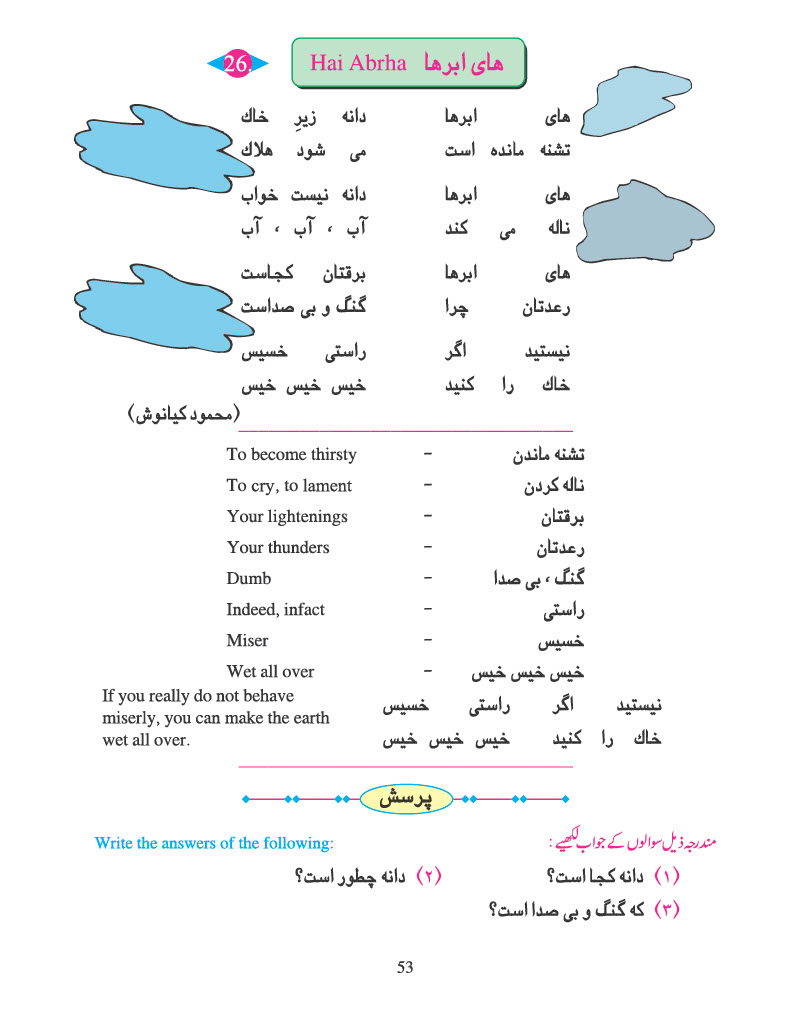 26. Hai Abrha های ابرها
های ابرها دانه زیرِ خاك
تشنه مانده است می شود هلاك
های ابرها دانه نیست خواب
ناله می کند آب ، آب ، آب
های ابرها برقتان کجاست
رعدتان چرا گنگ و بی صداست
نیستید اگر راستی خسیس
خاك را کنید خیس خیس خیس
(محمود کیانوش)
To become thirsty - تشنه ماندن
To cry, to lament - ناله کردن
Your lightenings - برقتان
Your thunders - رعدتان
Dumb - گنگ ، بی صدا
Indeed, infact - راستی
Miser - خسیس
Wet all over - خیس خیس خیس
If you really do not behave
miserly, you can make the earth
wet all over.
نیستید اگر راستی خسیس
خاك را کنید خیس خیس خیس
پرسش
Write the answers of the following: مندرجہ ذیل سوالوں کے جواب لکھیے :
(۱) دانه کجا است؟ (۲) دانه چطور است؟
(۳) که گنگ و بی صدا است؟
53